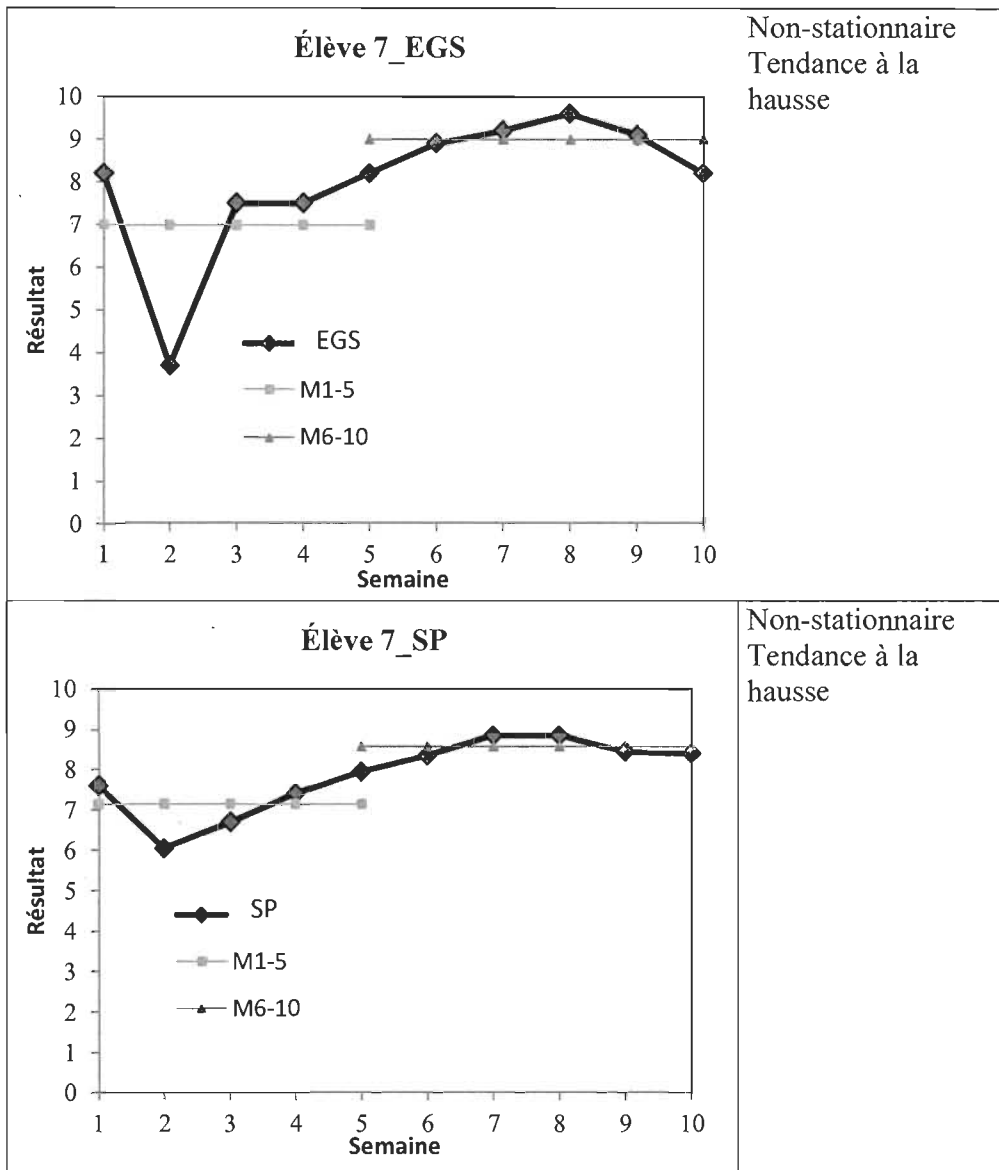 Élève 7_EGS
Non-stationnaire
Tendance à la
hausse
10
9
8
7
6
5
4
3
2
1
0
Résultat
EGS
M1-5
M6-10
1 2 3 4 5 6 7 8 9 10
Semaine
Élève 7_SP
Non-stationnaire
Tendance à la
hausse
10
9
8
7
6
5
4
3
2
1
0
Résultat
SP
M1-5
M6-10
1 2 3 4 5 6 7 8 9 10
Semaine